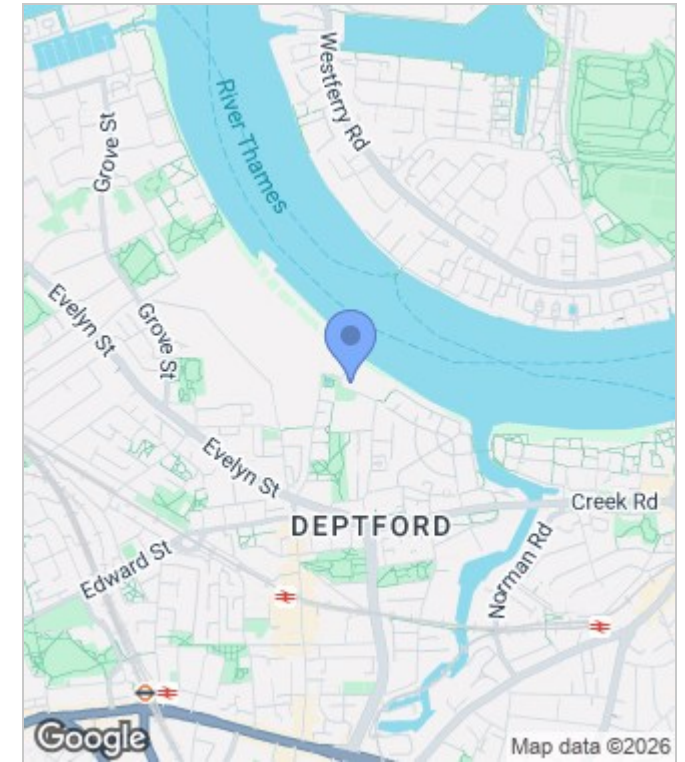 Westferry Rd
River Thames
Grove St
Evelyn St
Grove St
Evelyn St
Creek Rd
DEPTFORD
Norman Rd
Edward St
Google
Map data ©2026